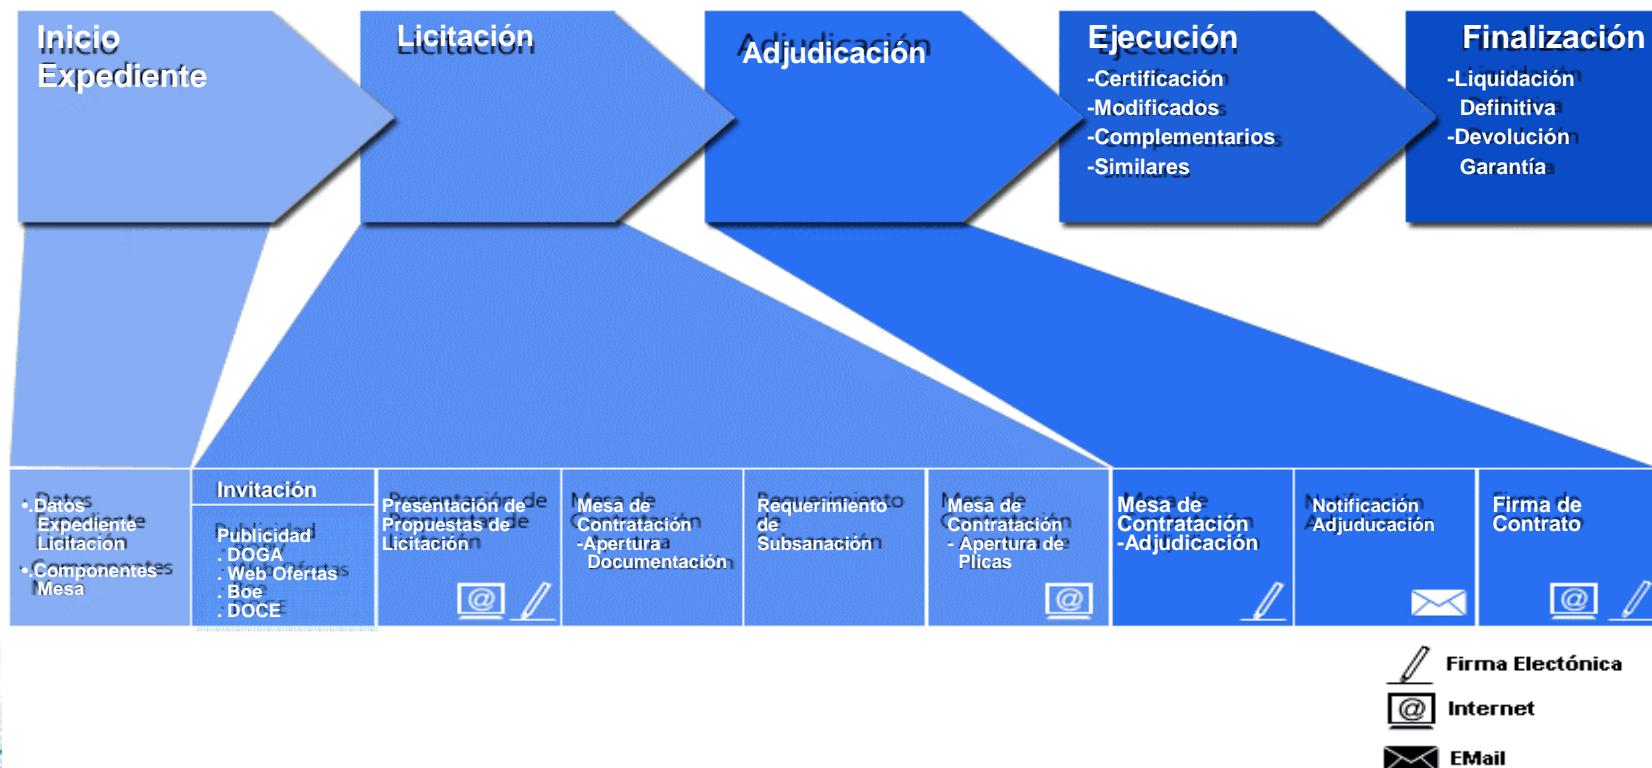 Inicio
Expediente
Licitación
Adjudicación
Ejecución
-Certificación
-Modificados
-Complementarios
-Similares
Finalización
-Liquidación
Definitiva
-Devolución
Garantía
•.Datos
Expediente
Licitación
•.Componentes
Mesa
Invitación
Publicidad
. DOGA
. Web Ofertas
. Boe
. DOCE
Presentación de
Propuestas de
Licitación
Mesa de
Contratación
-Apertura
Documentación
Requerimiento
de
Subsanación
Mesa de
Contratación
- Apertura de
Plicas
Mesa de
Contratación
-Adjudicación
Notificación
Adjuducación
Firma de
Contrato
Firma Electónica
@ Internet
EMail